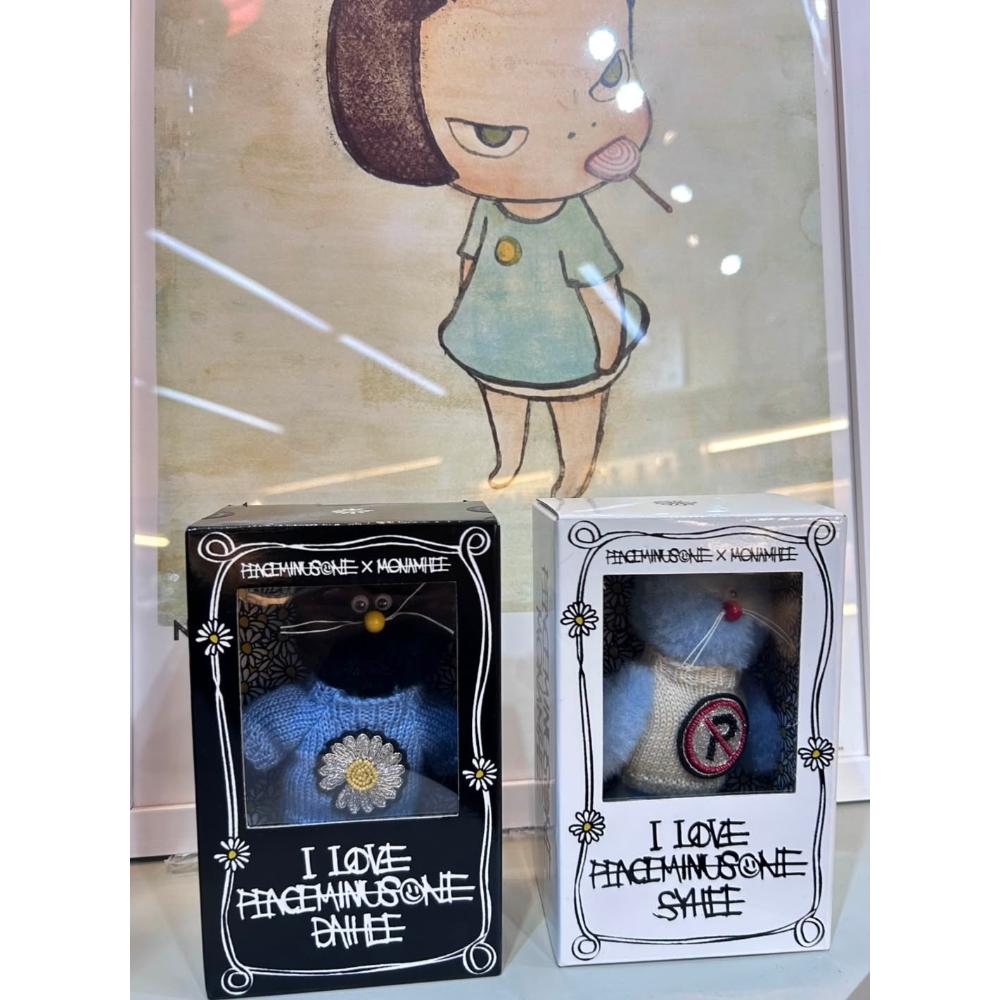 PEACEMINUSONE × MONAMHEE
I LOVE
PEACEMINUSONE
DAIHEE
PEACEMINUSONE × MONAMHEE
P
I LOVE
PEACEMINUSONE
SYHEE